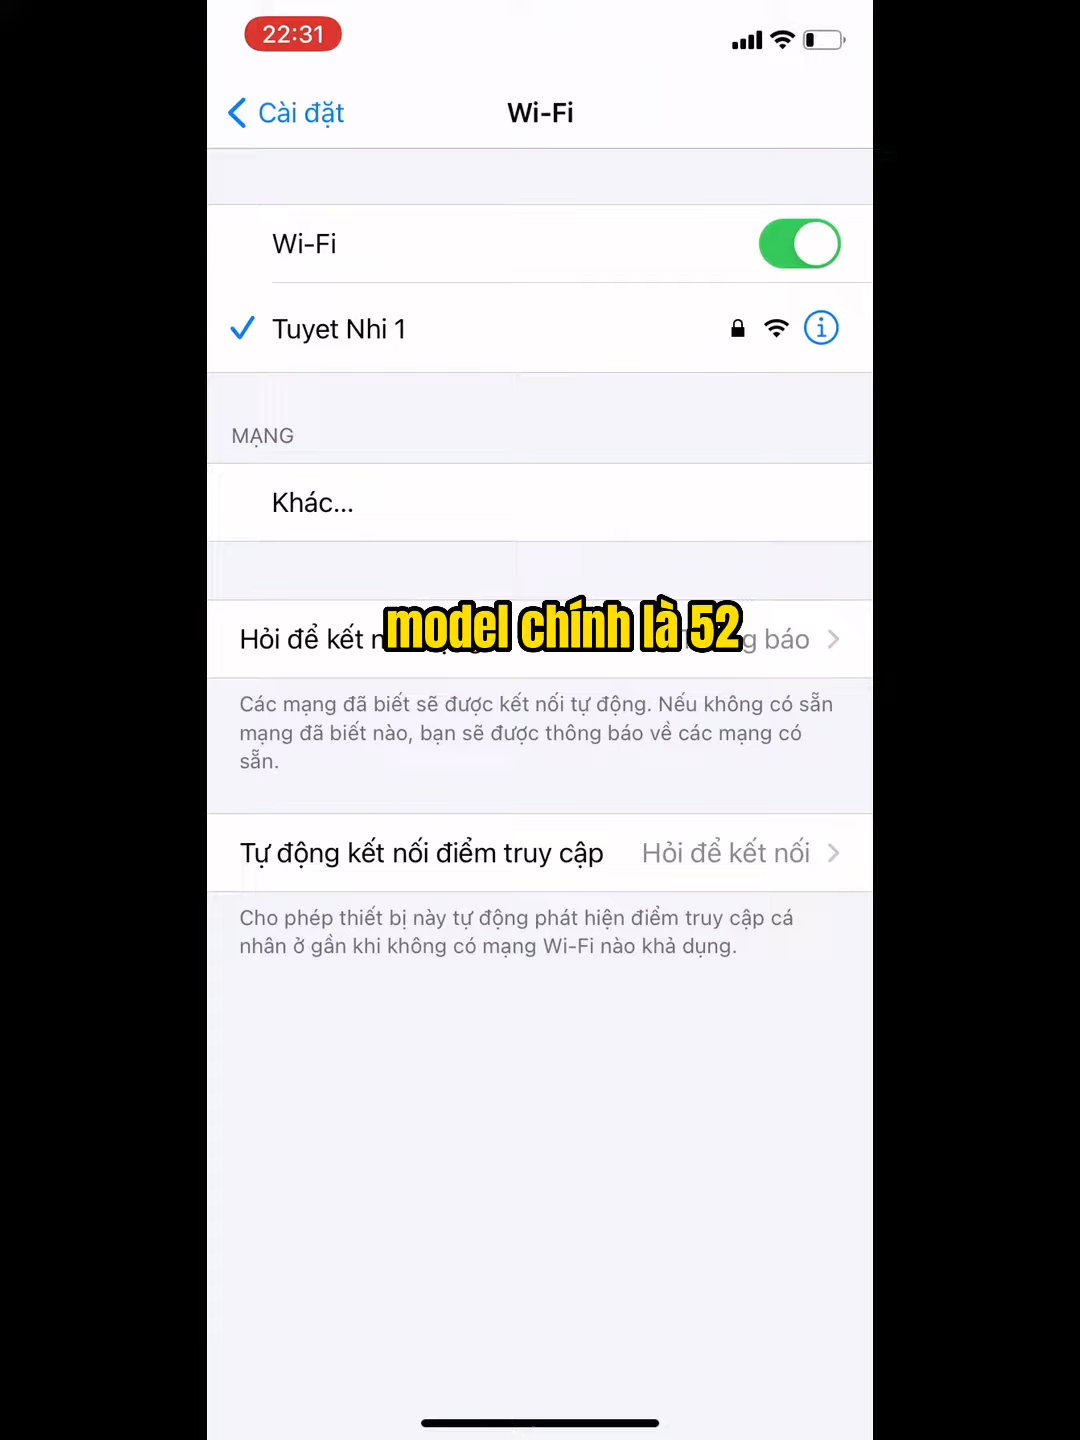 22:31
Cài đặt
Wi-Fi
Wi-Fi
Tuyet Nhi 1
MẠNG
Khác...
Hỏi để kết
báo
model chính là 52
Các mạng đã biết sẽ được kết nối tự động. Nếu không có sẵn
mạng đã biết nào, bạn sẽ được thông báo về các mạng có
sẵn.
Tự động kết nối điểm truy cập
Hỏi để kết nối
Cho phép thiết bị này tự động phát hiện điểm truy cập cá
nhân ở gần khi không có mạng Wi-Fi nào khả dụng.